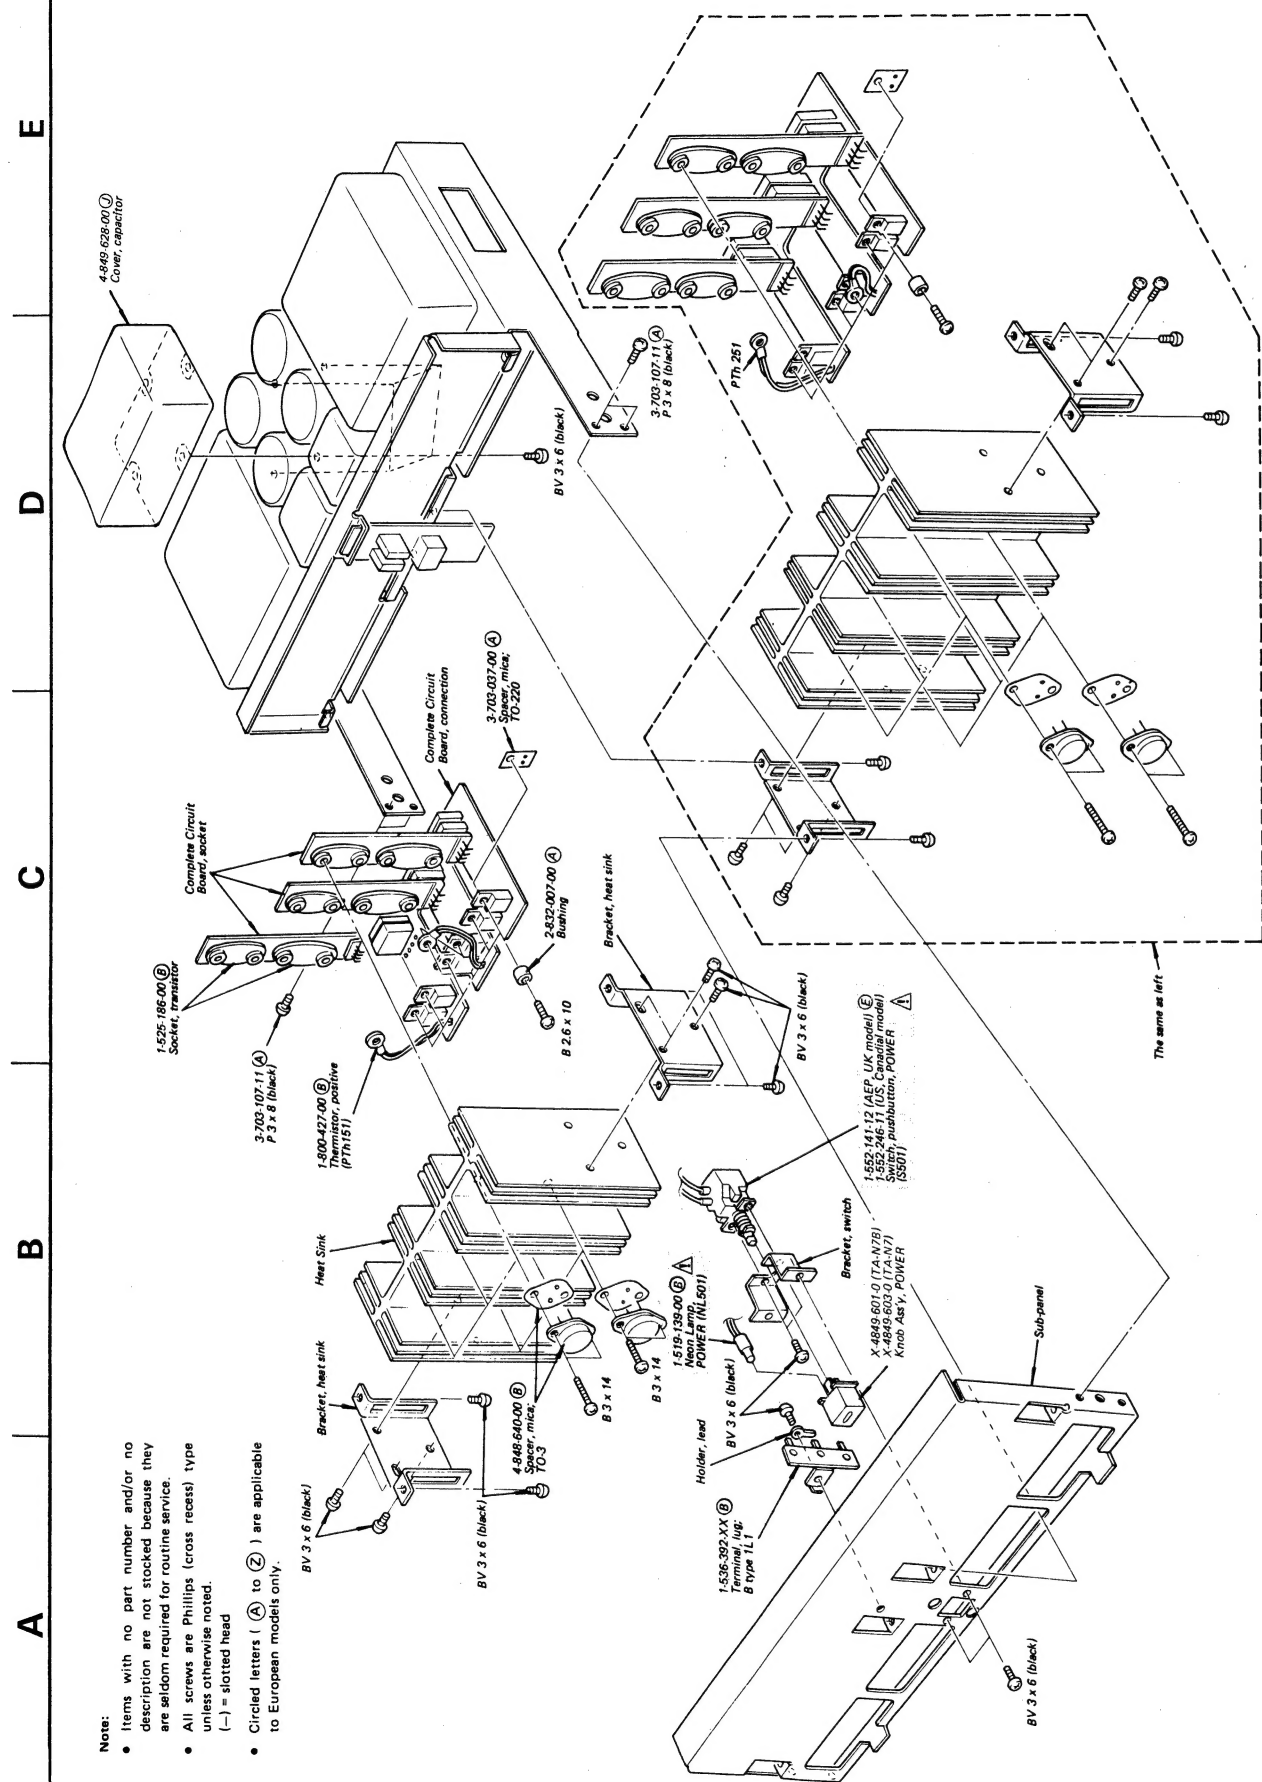 A
B
C
D
E
Note:
• Items with no part number and/or no
description are not stocked because they
are seldom required for routine service.
• All screws are Phillips (cross recess) type
unless otherwise noted.
(—) = slotted head
• Circled letters ( Ⓐ to Ⓩ ) are applicable
to European models only.
4-849-628-00 Ⓙ
Cover, capacitor
1-525-186-00 Ⓑ
Socket, transistor
Complete Circuit
Board, socket
3-703-107-11 Ⓐ
P 3 x 8 (black)
1-800-427-00 Ⓑ
Thermistor, positive
(PTh151)
Complete Circuit
Board, connection
3-703-037-00 Ⓐ
Spacer, mica;
TO-220
BV 3 x 6 (black)
3-703-107-11 Ⓐ
P 3 x 8 (black)
2-832-007-00 Ⓐ
Bushing
B 2.6 x 10
Heat Sink
Bracket, heat sink
BV 3 x 6 (black)
BV 3 x 6 (black)
4-848-640-00 Ⓑ
Spacer, mica;
TO-3
B 3 x 14
B 3 x 14
Bracket, heat sink
BV 3 x 6 (black)
PTh 251
1-519-139-00 Ⓑ ⚠
Neon Lamp,
POWER (NL501)
BV 3 x 6 (black)
Holder, lead
1-536-392-XX Ⓑ
Terminal, lug;
B type 1L1
Bracket, switch
1-552-141-12 (AEP, UK model) Ⓔ
1-552-246-11 (US, Canadial model)
Switch, pushbutton, POWER ⚠
(S501)
X-4849-601-0 (TA-N7B)
X-4849-603-0 (TA-N7)
Knob Ass'y, POWER
Sub-panel
BV 3 x 6 (black)
The same as left